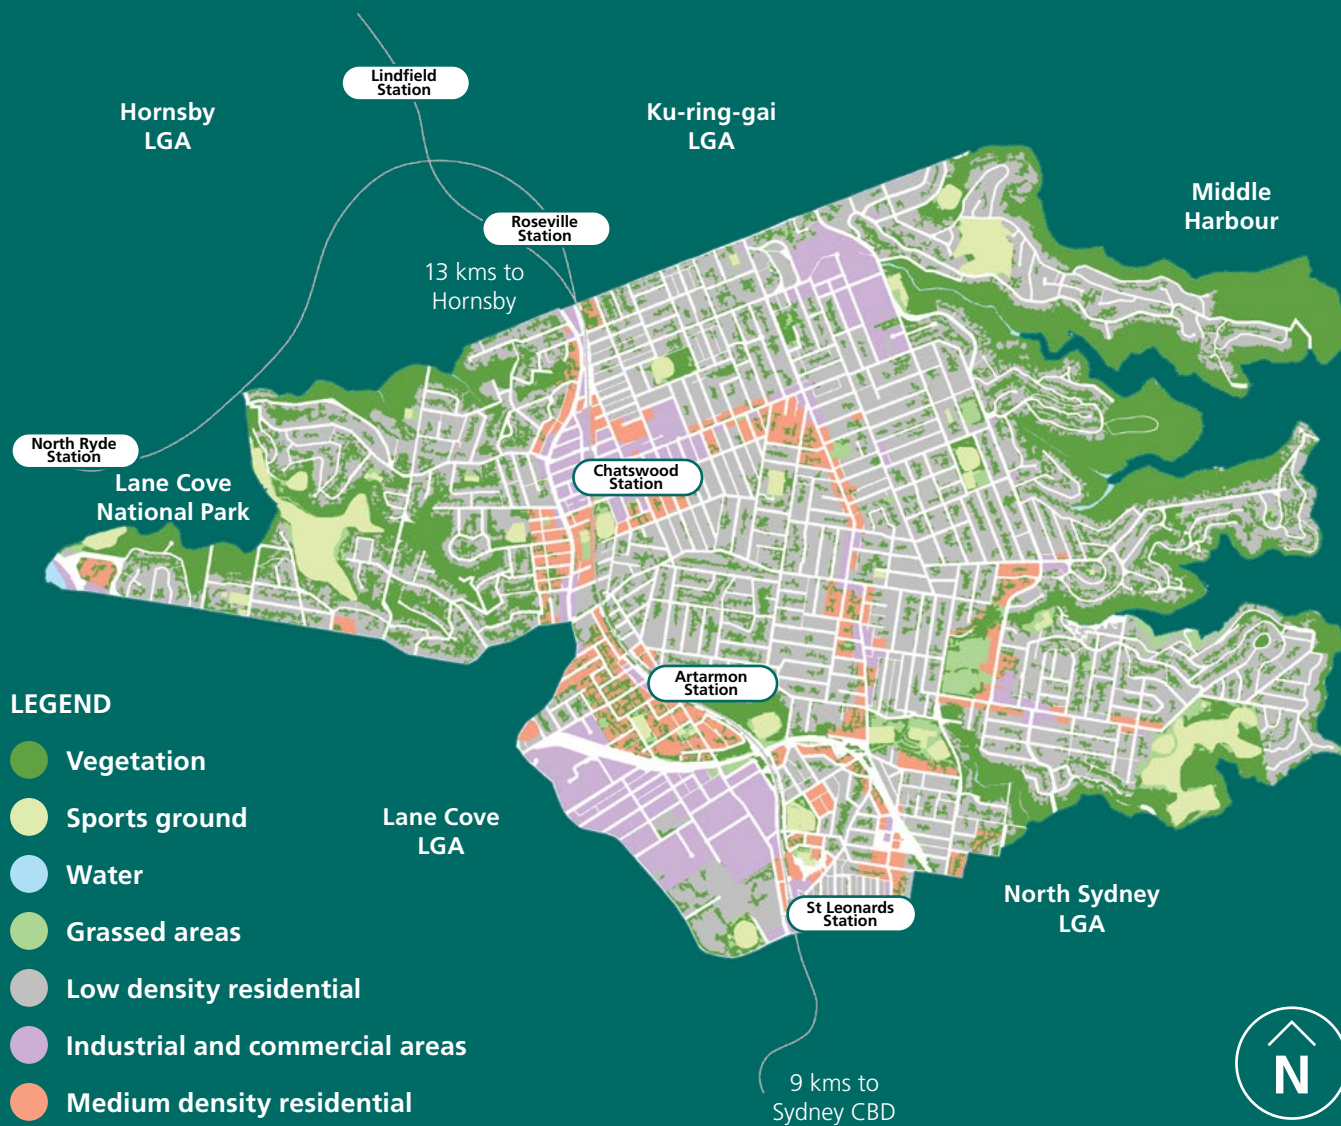 Lindfield
Station
Hornsby
LGA
Ku-ring-gai
LGA
Middle
Harbour
Roseville
Station
13 kms to
Hornsby
North Ryde
Station
Chatswood
Station
Lane Cove
National Park
Artarmon
Station
LEGEND
Vegetation
Sports ground
Water
Grassed areas
Low density residential
Industrial and commercial areas
Medium density residential
Lane Cove
LGA
St Leonards
Station
North Sydney
LGA
9 kms to
Sydney CBD
N